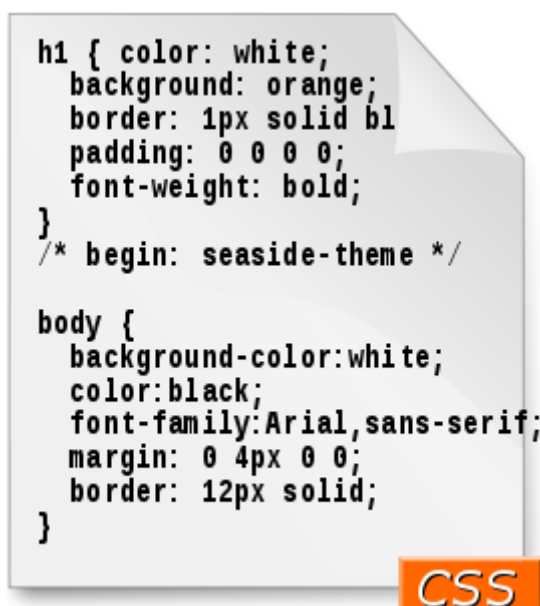 h1 { color: white;
  background: orange;
  border: 1px solid bl
  padding: 0 0 0 0;
  font-weight: bold;
}
/* begin: seaside-theme */

body {
  background-color:white;
  color:black;
  font-family:Arial,sans-serif;
  margin: 0 4px 0 0;
  border: 12px solid;
}
CSS